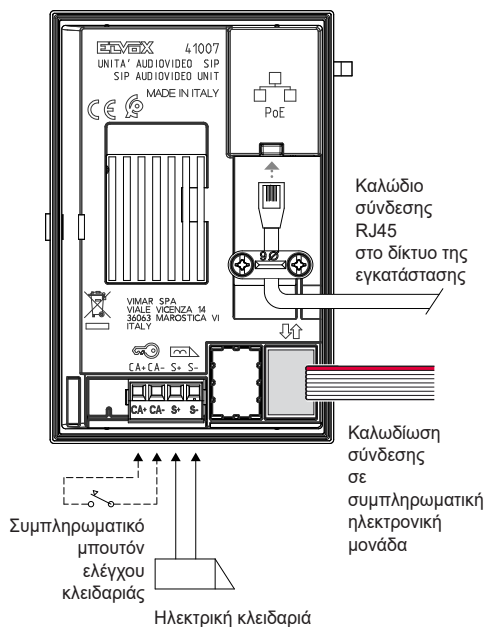 ELVOX 41007
UNITA' AUDIOVIDEO SIP
SIP AUDIOVIDEO UNIT
MADE IN ITALY
CE
PoE
Καλώδιο
σύνδεσης
RJ45
στο δίκτυο της
εγκατάστασης
VIMAR SPA
VIALE VICENZA 14
36063 MAROSTICA VI
ITALY
CA+ CA- S+ S-
CA+ CA- S+ S-
Καλωδίωση
σύνδεσης
σε
συμπληρωματική
ηλεκτρονική
μονάδα
Συμπληρωματικό
μπουτόν
ελέγχου
κλειδαριάς
Ηλεκτρική κλειδαριά